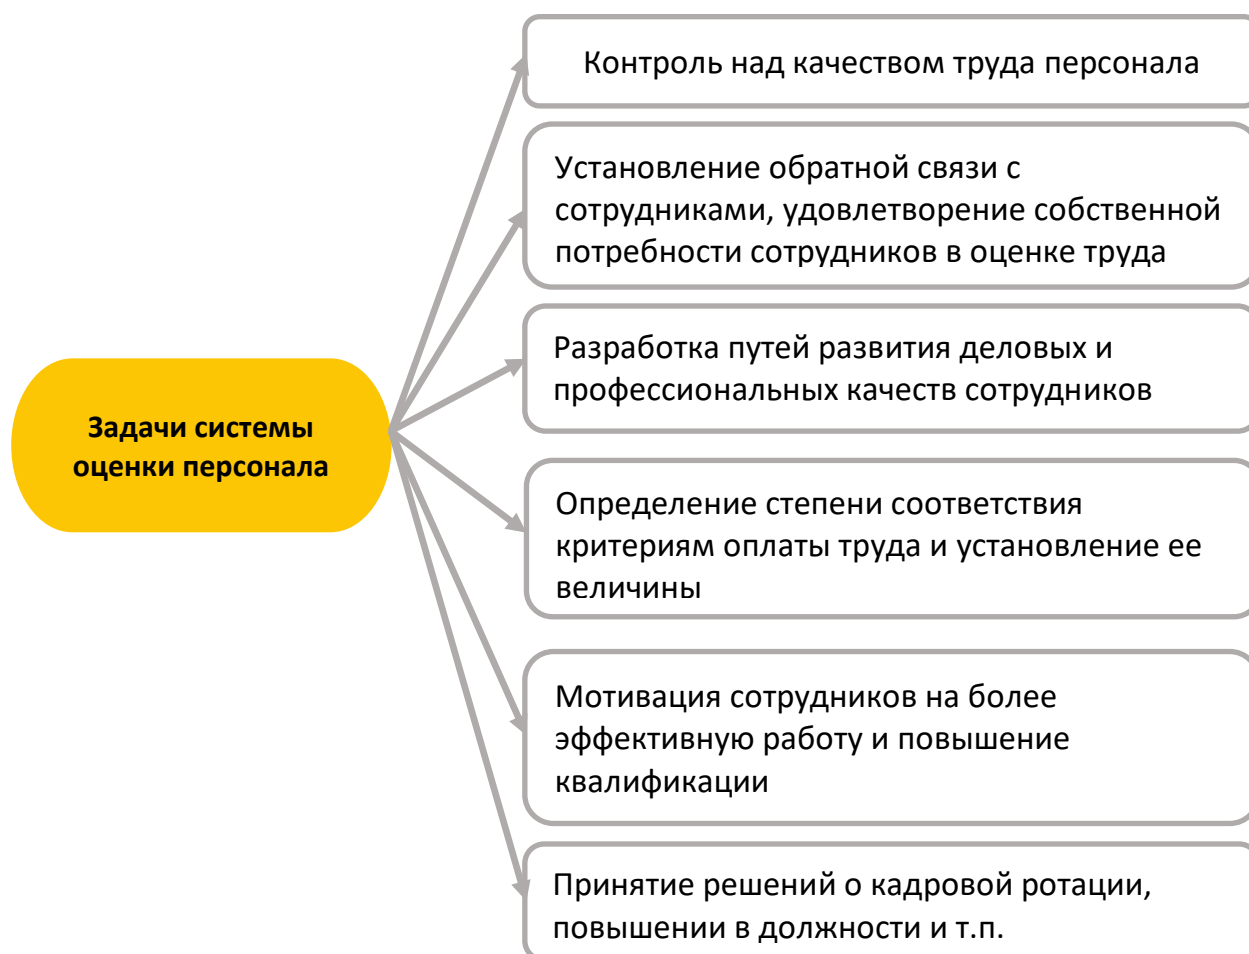 Контроль над качеством труда персонала
Установление обратной связи с
сотрудниками, удовлетворение собственной
потребности сотрудников в оценке труда
Разработка путей развития деловых и
профессиональных качеств сотрудников
Задачи системы
оценки персонала
Определение степени соответствия
критериям оплаты труда и установление ее
величины
Мотивация сотрудников на более
эффективную работу и повышение
квалификации
Принятие решений о кадровой ротации,
повышении в должности и т.п.